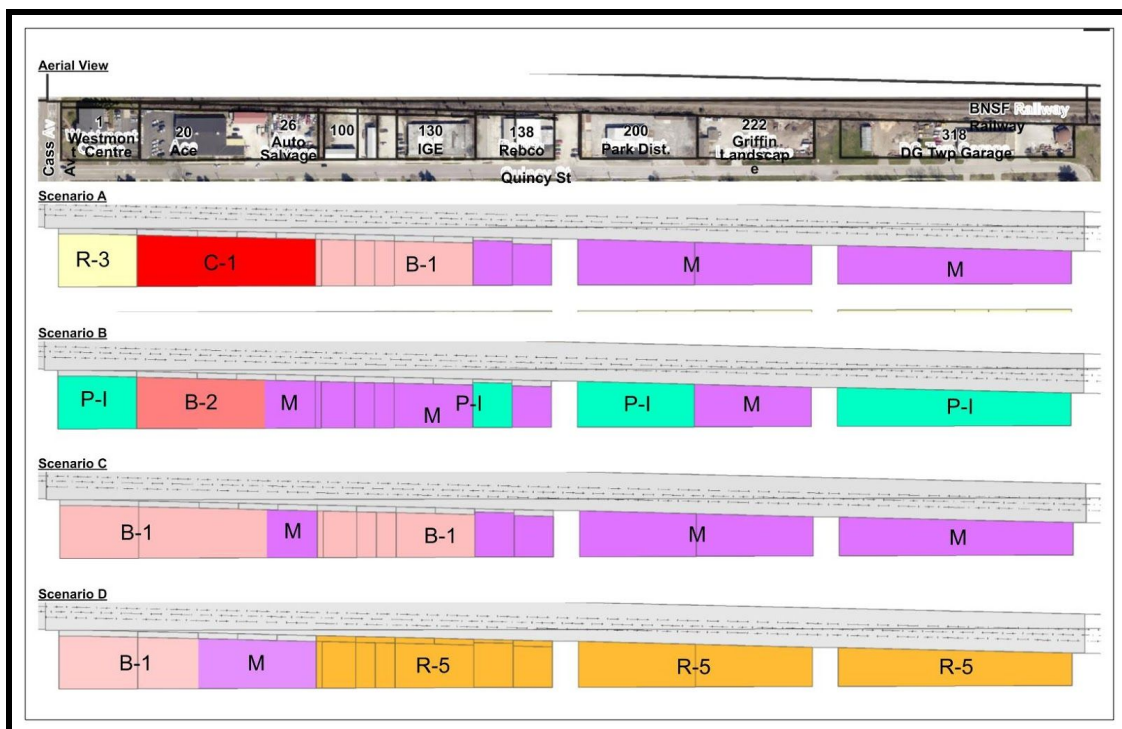 Aerial View
Cass Av
Av
1
Westmont
Centre
20
Ace
26
Auto
Salvage
100
130
IGE
138
Rebco
200
Park Dist.
222
Griffin
Landscap
e
318
DG Twp Garage
BNSF Railway
Railway
Quincy St
Scenario A
R-3
C-1
B-1
M
M
Scenario B
P-I
B-2
M
M
P-I
P-I
M
P-I
Scenario C
B-1
M
B-1
M
M
Scenario D
B-1
M
R-5
R-5
R-5